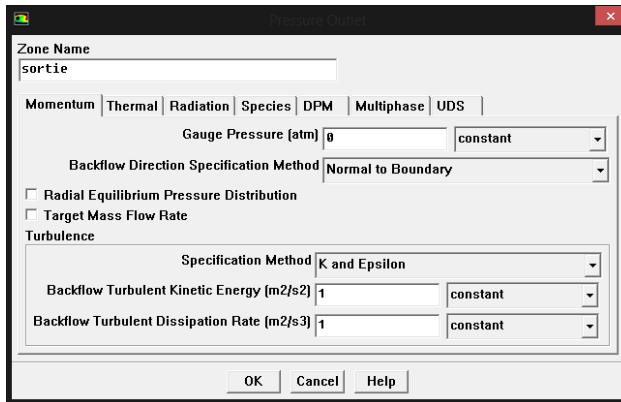 Pressure Outlet
Zone Name
sortie
Momentum Thermal Radiation Species DPM Multiphase UDS
Gauge Pressure (atm) 0 constant
Backflow Direction Specification Method Normal to Boundary
Radial Equilibrium Pressure Distribution
Target Mass Flow Rate
Turbulence
Specification Method K and Epsilon
Backflow Turbulent Kinetic Energy (m2/s2) 1 constant
Backflow Turbulent Dissipation Rate (m2/s3) 1 constant
OK Cancel Help